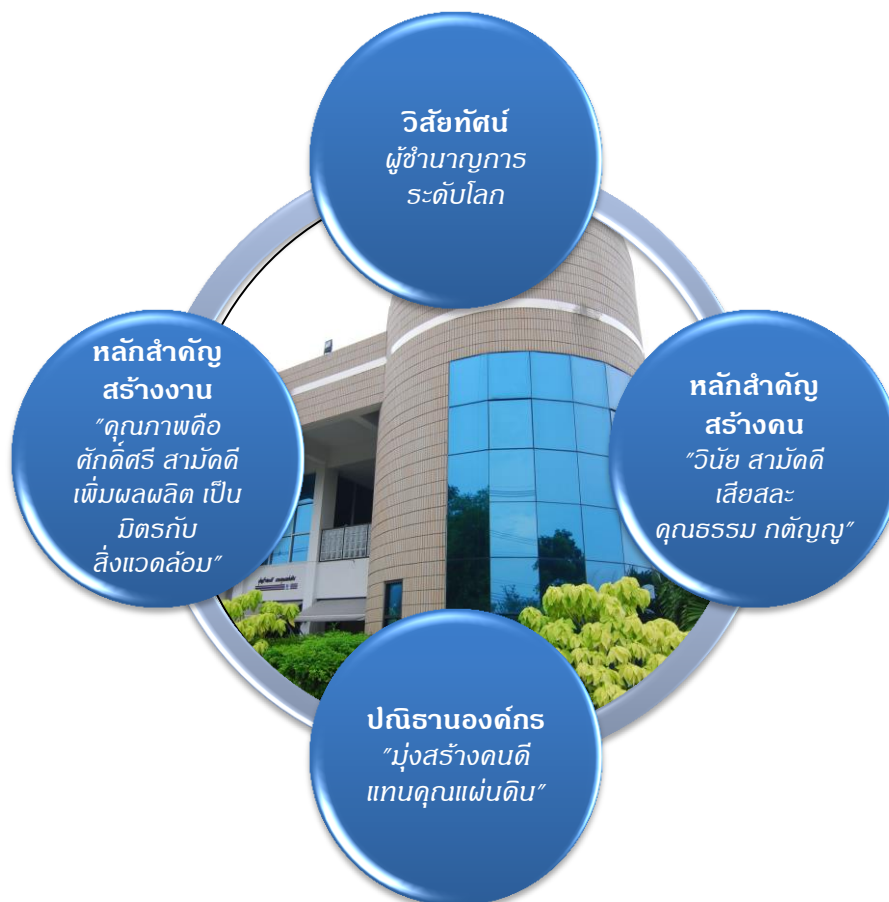 วิสัยทัศน์
ผู้ชำนาญการ
ระดับโลก
หลักสำคัญ
สร้างงาน
"คุณภาพคือ
ศักดิ์ศรี สามัคคี
เพิ่มผลผลิต เป็น
มิตรกับ
สิ่งแวดล้อม"
หลักสำคัญ
สร้างคน
"วินัย สามัคคี
เสียสละ
คุณธรรม กตัญญู"
ปณิธานองค์กร
"มุ่งสร้างคนดี
แทนคุณแผ่นดิน"